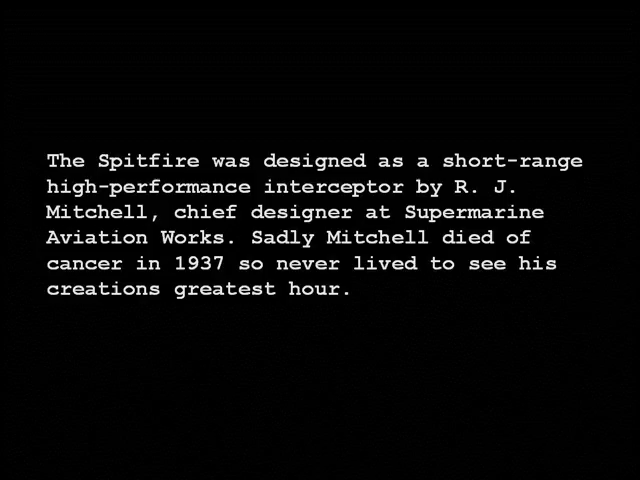 The Spitfire was designed as a short-range
high-performance interceptor by R. J.
Mitchell, chief designer at Supermarine
Aviation Works. Sadly Mitchell died of
cancer in 1937 so never lived to see his
creations greatest hour.